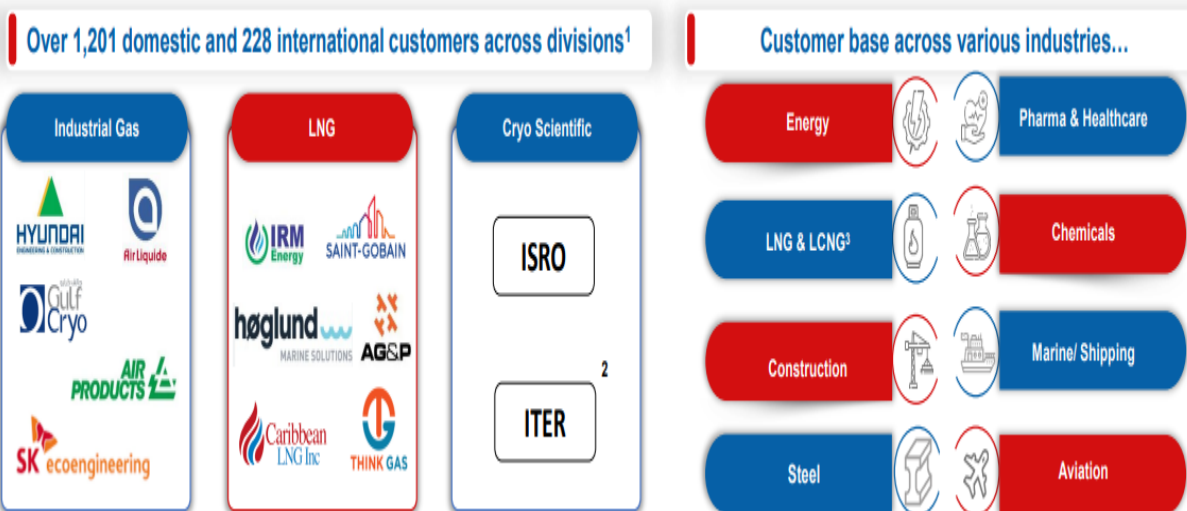 Over 1,201 domestic and 228 international customers across divisions¹
Industrial Gas
HYUNDAI
ENGINEERING & CONSTRUCTION
Air Liquide
Gulf
Cryo
AIR
PRODUCTS
SK ecoengineering
LNG
IRM
Energy
SAINT-GOBAIN
høglund
MARINE SOLUTIONS
AG&P
Caribbean
LNG Inc
THINK GAS
Cryo Scientific
ISRO
2
ITER
Customer base across various industries...
Energy
Pharma & Healthcare
LNG & LCNG³
Chemicals
Construction
Marine/ Shipping
Steel
Aviation